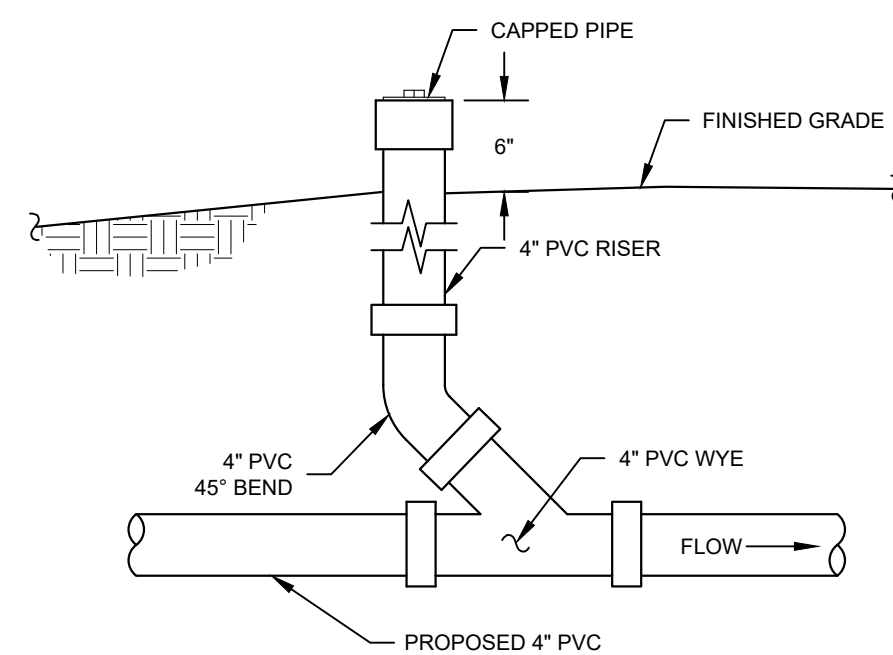 CAPPED PIPE
FINISHED GRADE
6"
4" PVC RISER
4" PVC
45° BEND
4" PVC WYE
FLOW
PROPOSED 4" PVC